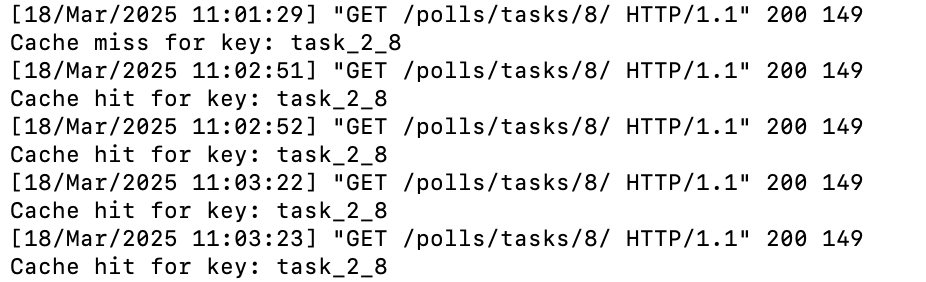 [18/Mar/2025 11:01:29] "GET /polls/tasks/8/ HTTP/1.1" 200 149
Cache miss for key: task_2_8
[18/Mar/2025 11:02:51] "GET /polls/tasks/8/ HTTP/1.1" 200 149
Cache hit for key: task_2_8
[18/Mar/2025 11:02:52] "GET /polls/tasks/8/ HTTP/1.1" 200 149
Cache hit for key: task_2_8
[18/Mar/2025 11:03:22] "GET /polls/tasks/8/ HTTP/1.1" 200 149
Cache hit for key: task_2_8
[18/Mar/2025 11:03:23] "GET /polls/tasks/8/ HTTP/1.1" 200 149
Cache hit for key: task_2_8